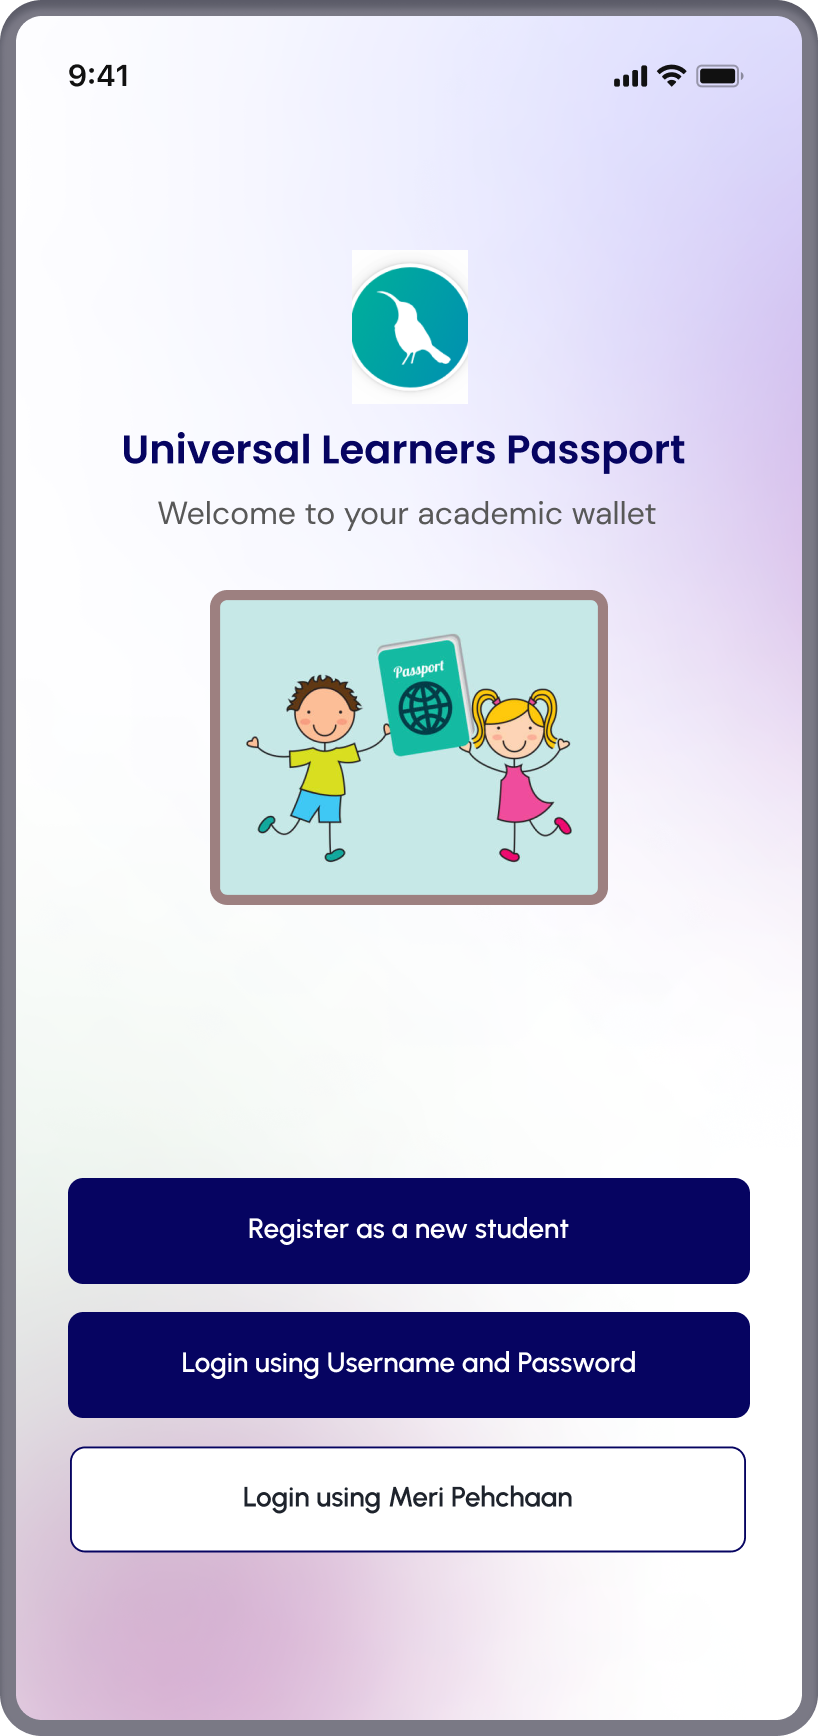 9:41
Universal Learners Passport
Welcome to your academic wallet
Passport
Register as a new student
Login using Username and Password
Login using Meri Pehchaan